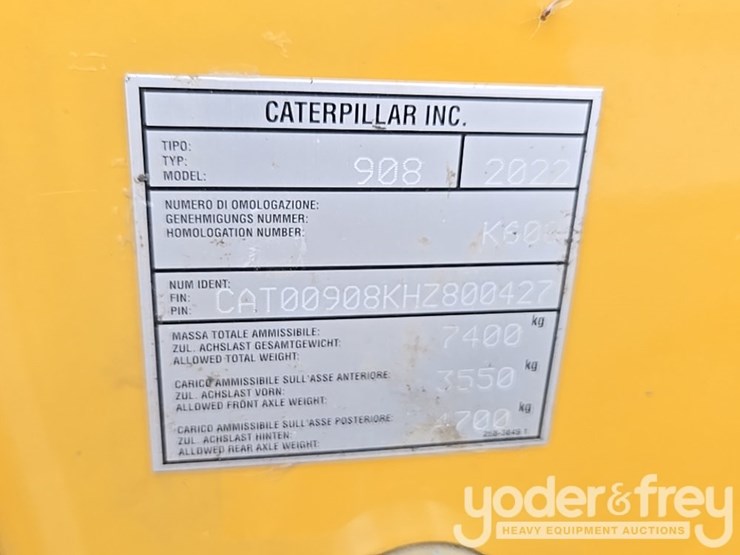 CATERPILLAR INC.
TIPO:
TYP:
MODEL: 908 2022
NUMERO DI OMOLOGAZIONE:
GENEHMIGUNGS NUMMER:
HOMOLOGATION NUMBER:
NUM IDENT:
FIN:
PIN: CAT00908KHZ800427
MASSA TOTALE AMMISSIBILE:
ZUL. ACHSLAST GESAMTGEWICHT: 7400 kg
ALLOWED TOTAL WEIGHT:
CARICO AMMISSIBILE SULL'ASSE ANTERIORE:
ZUL. ACHSLAST VORN: 3550 kg
ALLOWED FRONT AXLE WEIGHT:
CARICO AMMISSIBILE SULL'ASSE POSTERIORE:
ZUL. ACHSLAST HINTEN: 4700 kg
ALLOWED REAR AXLE WEIGHT:
yoder&frey
HEAVY EQUIPMENT AUCTIONS